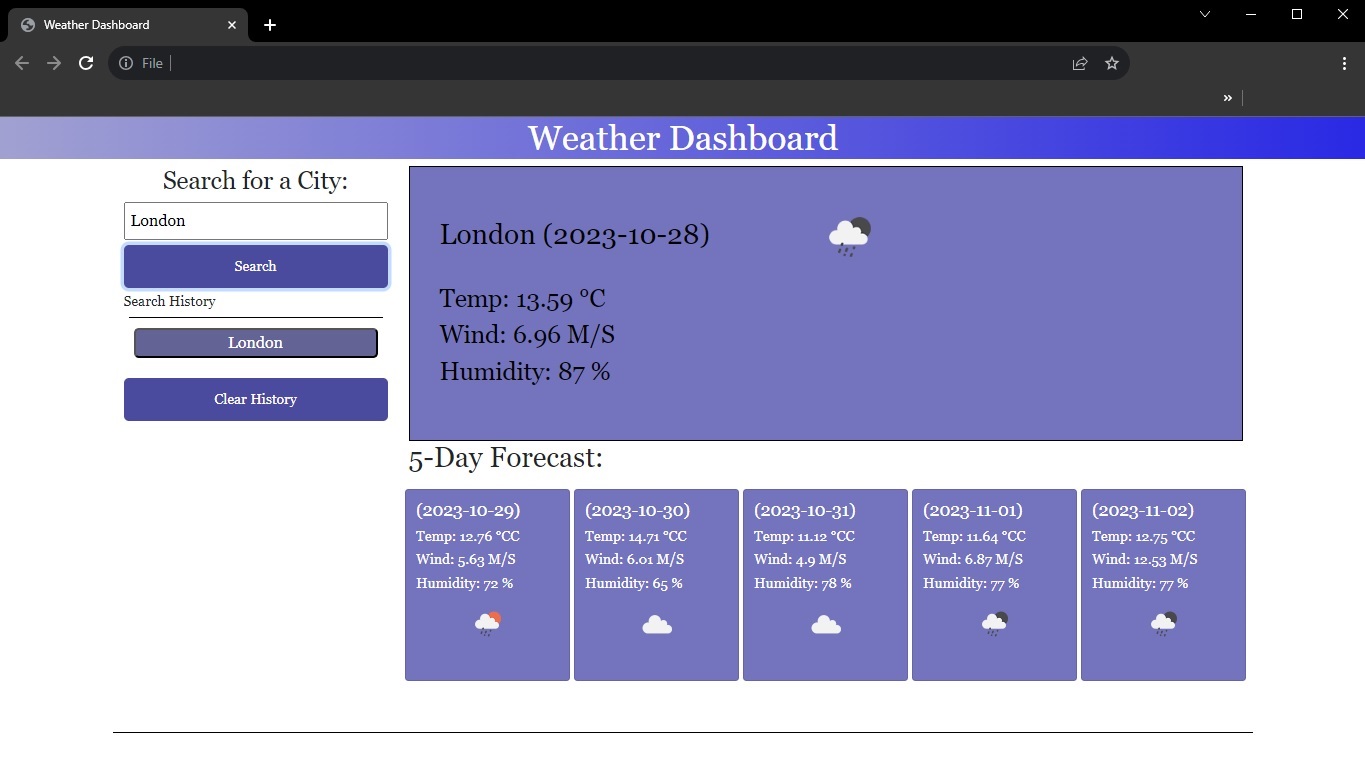 Weather Dashboard
File
»
Weather Dashboard
Search for a City:
London
Search
Search History
London
Clear History
London (2023-10-28)
Temp: 13.59 °C
Wind: 6.96 M/S
Humidity: 87 %
5-Day Forecast:
(2023-10-29)
Temp: 12.76 °CC
Wind: 5.63 M/S
Humidity: 72 %
(2023-10-30)
Temp: 14.71 °CC
Wind: 6.01 M/S
Humidity: 65 %
(2023-10-31)
Temp: 11.12 °CC
Wind: 4.9 M/S
Humidity: 78 %
(2023-11-01)
Temp: 11.64 °CC
Wind: 6.87 M/S
Humidity: 77 %
(2023-11-02)
Temp: 12.75 °CC
Wind: 12.53 M/S
Humidity: 77 %